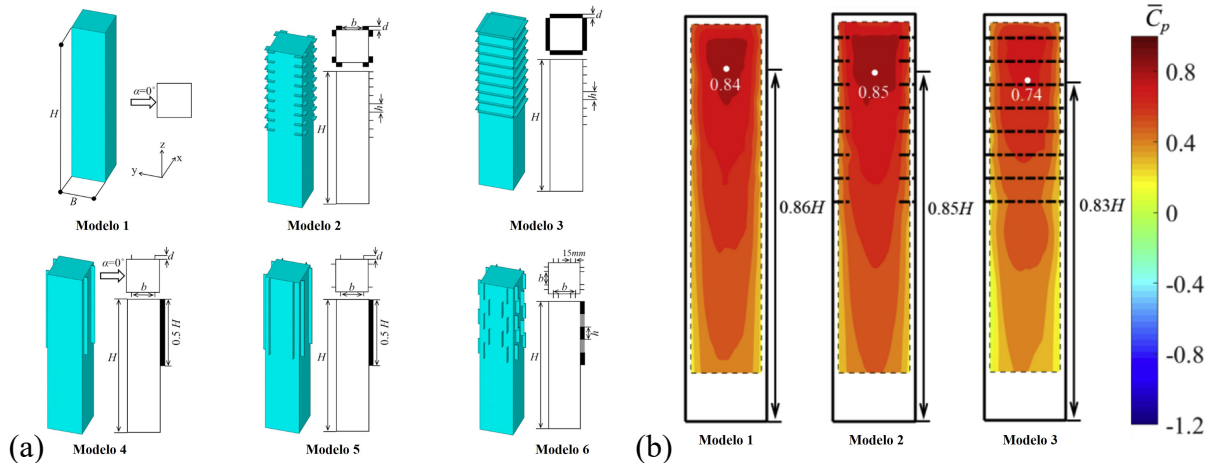 H
α=0°
z
x
y
B
Modelo 1
b
d
H
h
Modelo 2
d
H
h
Modelo 3
α=0°
d
b
H
0.5 H
Modelo 4
d
b
H
0.5 H
Modelo 5
15mm
b
b
d
H
h
Modelo 6
(a)
0.84
0.86H
Modelo 1
0.85
0.85H
Modelo 2
0.74
0.83H
Modelo 3
C̅p
0.8
0.4
0
-0.4
-0.8
-1.2
(b)